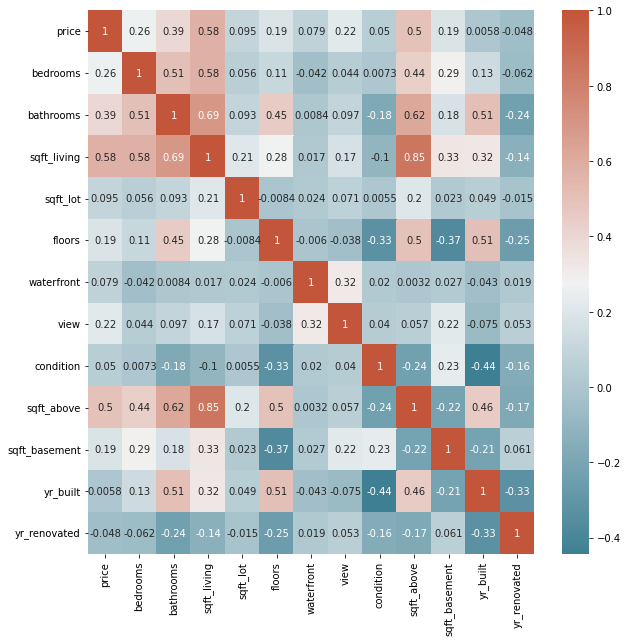 price 1 0.26 0.39 0.58 0.095 0.19 0.079 0.22 0.05 0.5 0.19 0.0058 -0.048
bedrooms 0.26 1 0.51 0.58 0.056 0.11 -0.042 0.044 0.0073 0.44 0.29 0.13 -0.062
bathrooms 0.39 0.51 1 0.69 0.093 0.45 0.0084 0.097 -0.18 0.62 0.18 0.51 -0.24
sqft_living 0.58 0.58 0.69 1 0.21 0.28 0.017 0.17 -0.1 0.85 0.33 0.32 -0.14
sqft_lot 0.095 0.056 0.093 0.21 1 -0.0084 0.024 0.071 0.0055 0.2 0.023 0.049 -0.015
floors 0.19 0.11 0.45 0.28 -0.0084 1 -0.006 -0.038 -0.33 0.5 -0.37 0.51 -0.25
waterfront 0.079 -0.042 0.0084 0.017 0.024 -0.006 1 0.32 0.02 0.0032 0.027 -0.043 0.019
view 0.22 0.044 0.097 0.17 0.071 -0.038 0.32 1 0.04 0.057 0.22 -0.075 0.053
condition 0.05 0.0073 -0.18 -0.1 0.0055 -0.33 0.02 0.04 1 -0.24 0.23 -0.44 -0.16
sqft_above 0.5 0.44 0.62 0.85 0.2 0.5 0.0032 0.057 -0.24 1 -0.22 0.46 -0.17
sqft_basement 0.19 0.29 0.18 0.33 0.023 -0.37 0.027 0.22 0.23 -0.22 1 -0.21 0.061
yr_built 0.0058 0.13 0.51 0.32 0.049 0.51 -0.043 -0.075 -0.44 0.46 -0.21 1 -0.33
yr_renovated -0.048 -0.062 -0.24 -0.14 -0.015 -0.25 0.019 0.053 -0.16 -0.17 0.061 -0.33 1
price bedrooms bathrooms sqft_living sqft_lot floors waterfront view condition sqft_above sqft_basement yr_built yr_renovated
1.0
0.8
0.6
0.4
0.2
0.0
−0.2
−0.4